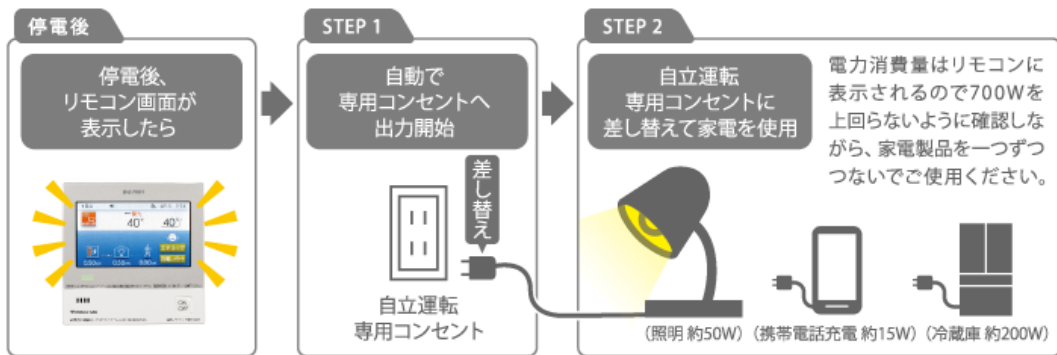 停電後
停電後、
リモコン画面が
表示したら
40°
40°
ON
OFF
STEP 1
自動で
専用コンセントへ
出力開始
差し替え
自立運転
専用コンセント
STEP 2
自立運転
専用コンセントに
差し替えて家電を使用
電力消費量はリモコンに
表示されるので700Wを
上回らないように確認しな
がら、家電製品を一つずつ
つないでご使用ください。
(照明 約50W)
(携帯電話充電 約15W)
(冷蔵庫 約200W)